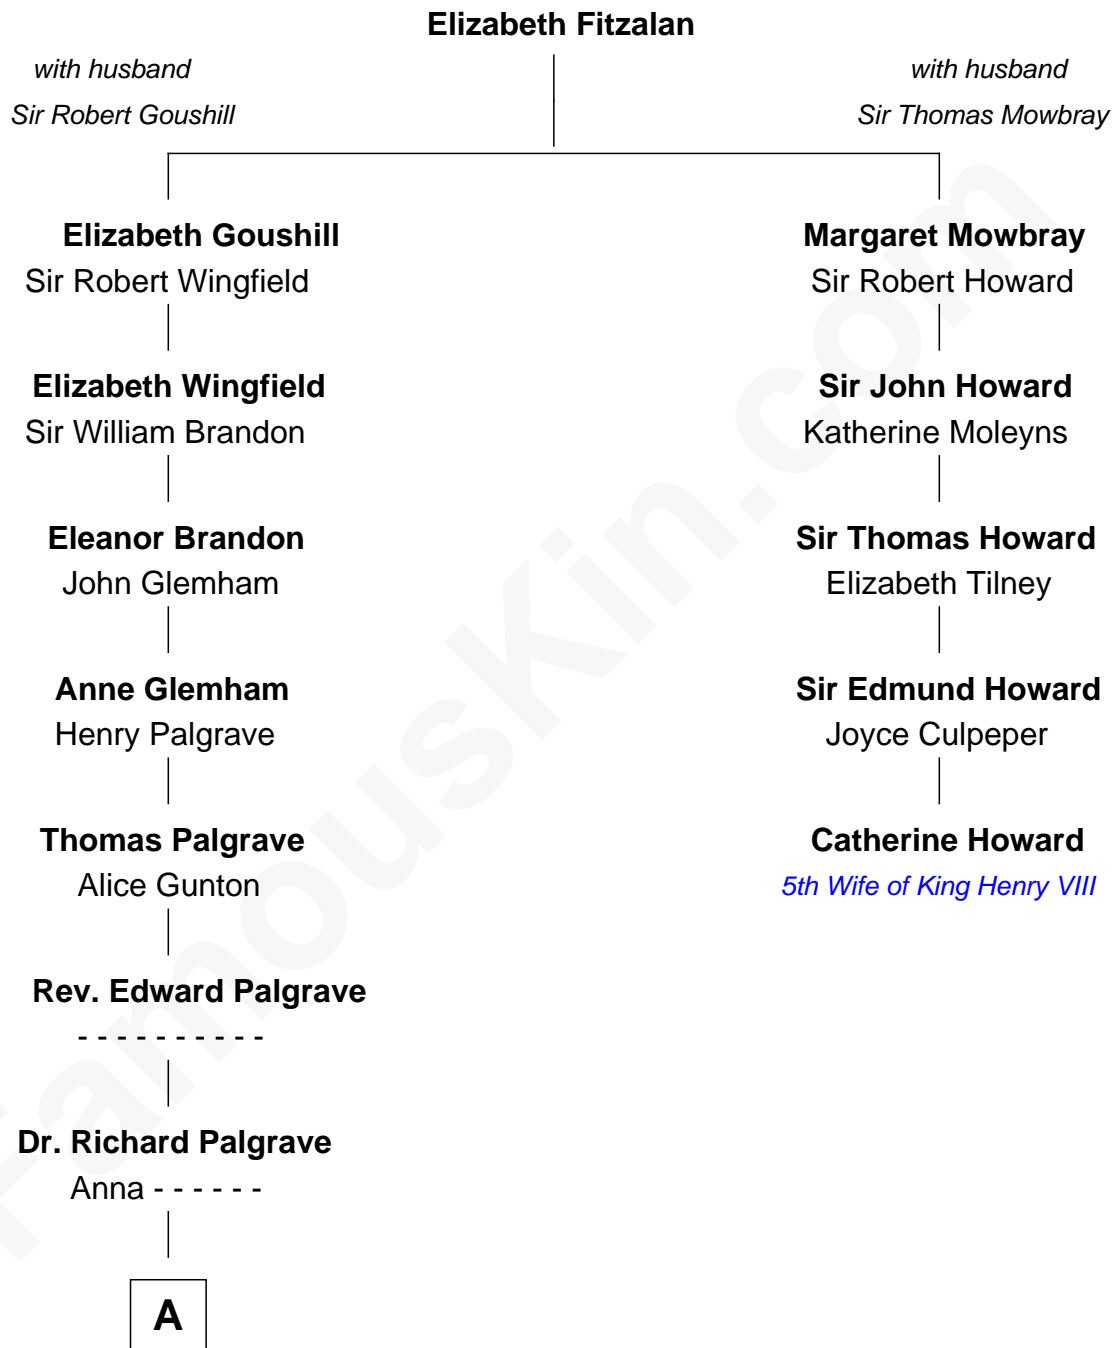 Elizabeth Fitzalan
with husband
Sir Robert Goushill
with husband
Sir Thomas Mowbray
Elizabeth Goushill
Sir Robert Wingfield
Elizabeth Wingfield
Sir William Brandon
Eleanor Brandon
John Glemham
Anne Glemham
Henry Palgrave
Thomas Palgrave
Alice Gunton
Rev. Edward Palgrave
- - - - - - - - - -
Dr. Richard Palgrave
Anna - - - - - -
A
Margaret Mowbray
Sir Robert Howard
Sir John Howard
Katherine Moleyns
Sir Thomas Howard
Elizabeth Tilney
Sir Edmund Howard
Joyce Culpeper
Catherine Howard
5th Wife of King Henry VIII
FamousKin.com